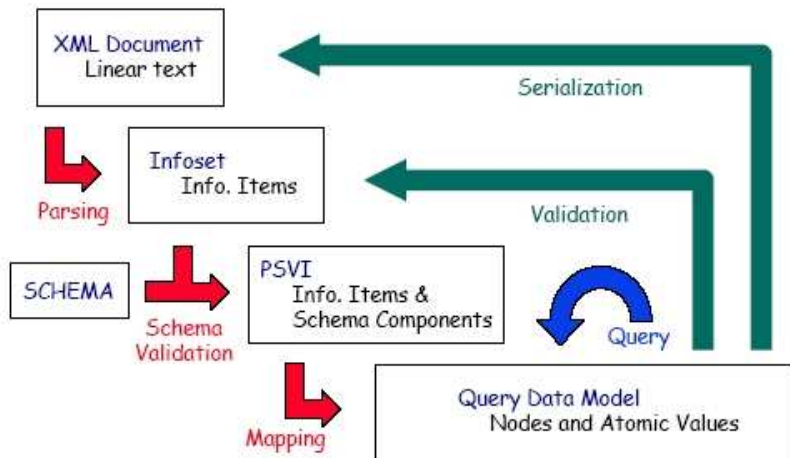 XML Document
Linear text
Serialization
Infoset
Info. Items
Parsing
Validation
SCHEMA
PSVI
Info. Items &
Schema Components
Schema
Validation
Query
Query Data Model
Nodes and Atomic Values
Mapping